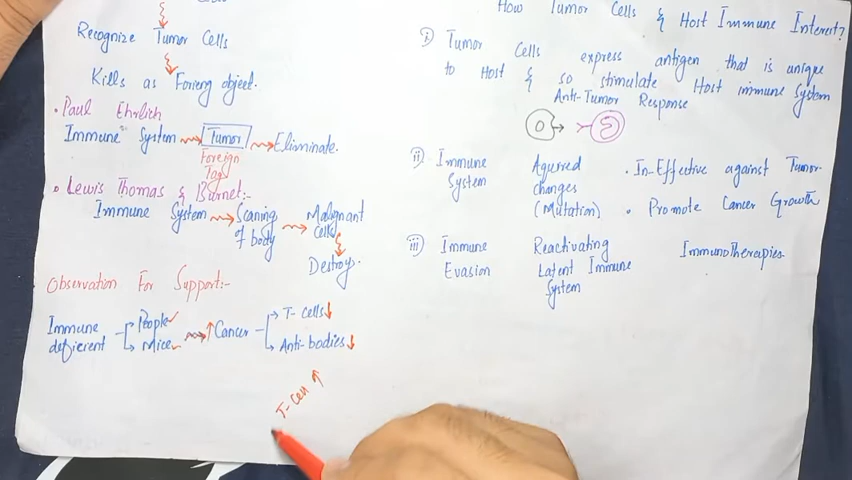 Recognize Tumor Cells
Kills as Forieng object.
• Paul Ehrlich
Immune System → Tumor → Eliminate.
Foreign
Tag
• Lewis Thomas & Burnet:-
Immune System → Scaning of body → Malignant cells
Destroy.
Observation For Support:-
Immune defficient
People
Mice
↑ Cancer
T- cells ↓
Anti-bodies ↓
T-Cell ↑
How Tumor Cells & Host Immune Interest?
i) Tumor Cells express antigen that is unique
to Host & so stimulate Host immune System
Anti-Tumor Response
ii) Immune System
Aqurred changes (Mutation)
• In-Effective against Tumor
• Promote Cancer Growth
iii) Immune Evasion
Reactivating Latent Immune System
Immunotherapies